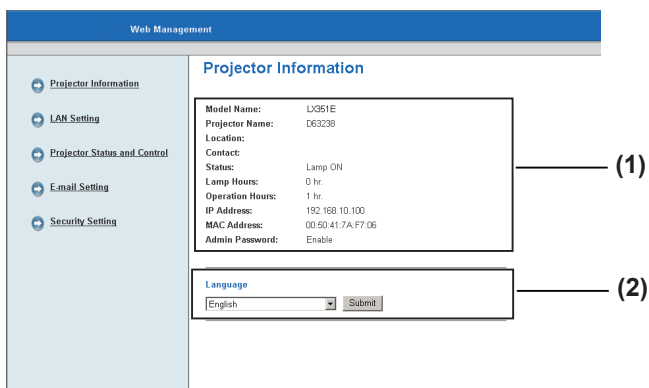 Web Management
Projector Information
Projector Information
LAN Setting
Projector Status and Control
E-mail Setting
Security Setting
Model Name: LX351E
Projector Name: D63238
Location:
Contact:
Status: Lamp ON
Lamp Hours: 0 hr.
Operation Hours: 1 hr.
IP Address: 192.168.10.100
MAC Address: 00:50:41:7A:F7:06
Admin Password: Enable
(1)
Language
English Submit
(2)